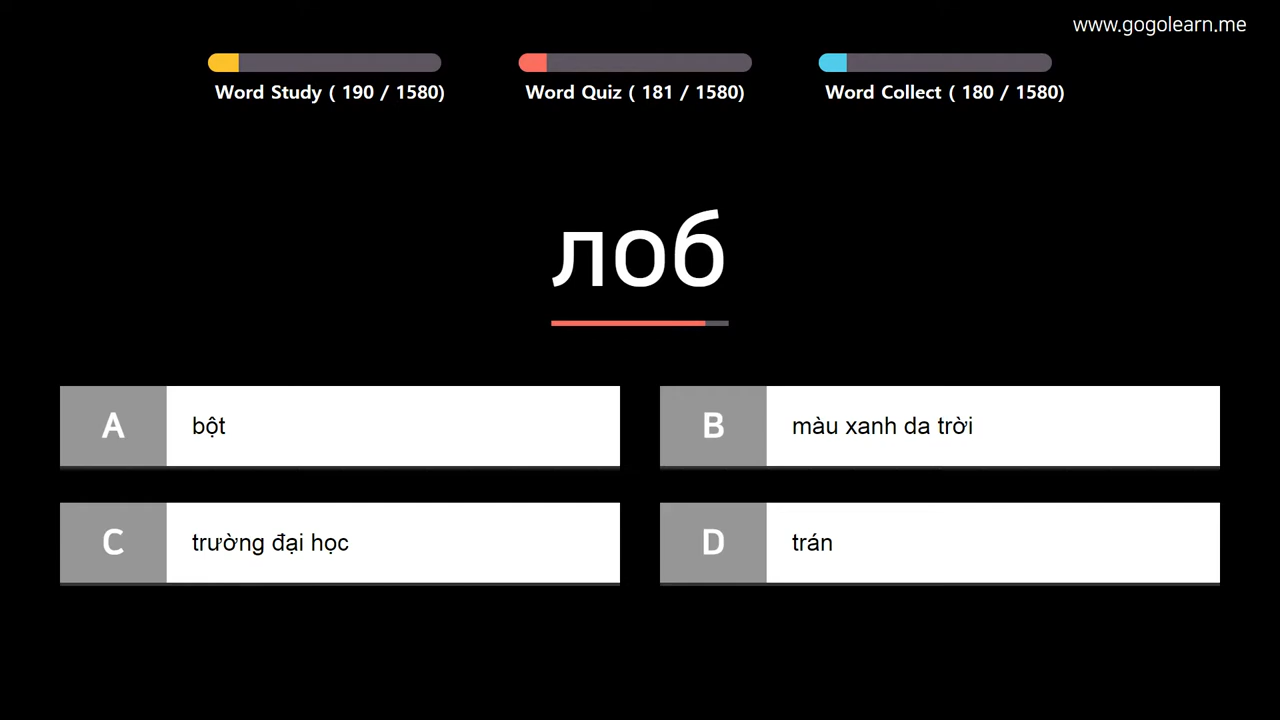 www.gogolearn.me
Word Study ( 190 / 1580)
Word Quiz ( 181 / 1580)
Word Collect ( 180 / 1580)
лоб
A bột
B màu xanh da trời
C trường đại học
D trán